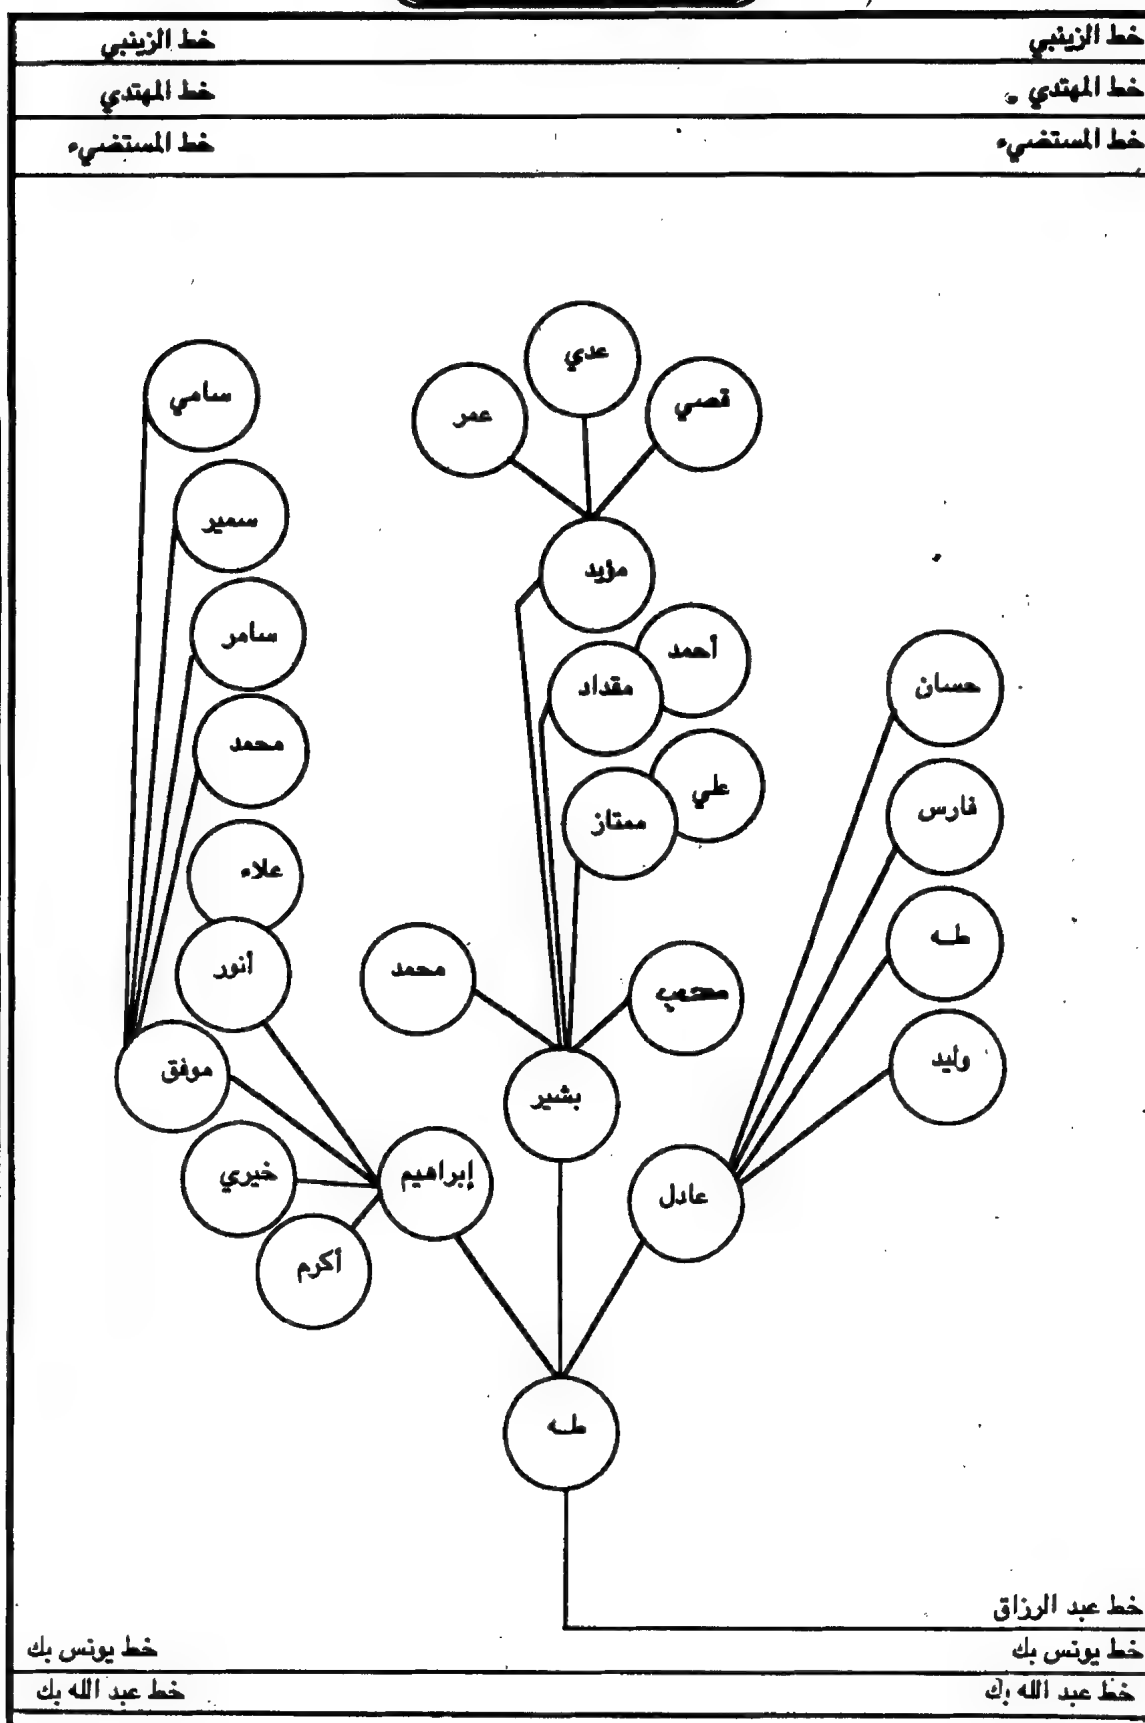 خط الزينبي
خط الزينبي
خط المهتدي
خط المهتدي
خط المستضيء
خط المستضيء
عدي
قصي
عمر
سامي
سمير
مؤيد
سامر
أحمد
مقداد
حسان
محمد
علي
ممتاز
فارس
علاء
طه
أنور
محمد
وليد
موفق
بشير
خيري
إبراهيم
عادل
أكرم
طه
خط عبد الرزاق
خط يونس بك
خط يونس بك
خط عبد الله بك
خط عبد الله بك